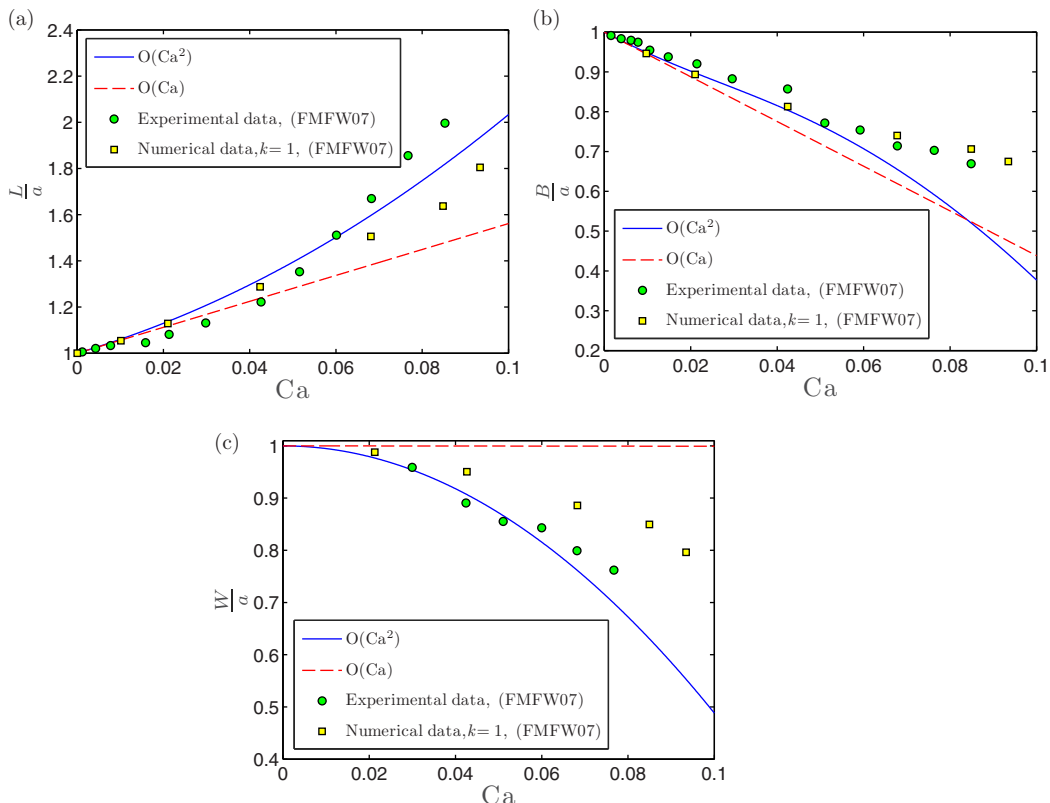 (a)
2.4
2.2
2
1.8
1.6
1.4
1.2
1
L/a
O(Ca²)
O(Ca)
Experimental data, (FMFW07)
Numerical data,k=1, (FMFW07)
0 0.02 0.04 0.06 0.08 0.1
Ca
(b)
1
0.9
0.8
0.7
0.6
0.5
0.4
0.3
0.2
B/a
O(Ca²)
O(Ca)
Experimental data, (FMFW07)
Numerical data,k=1, (FMFW07)
0 0.02 0.04 0.06 0.08 0.1
Ca
(c)
1
0.9
0.8
0.7
0.6
0.5
0.4
W/a
O(Ca²)
O(Ca)
Experimental data, (FMFW07)
Numerical data,k=1, (FMFW07)
0 0.02 0.04 0.06 0.08 0.1
Ca